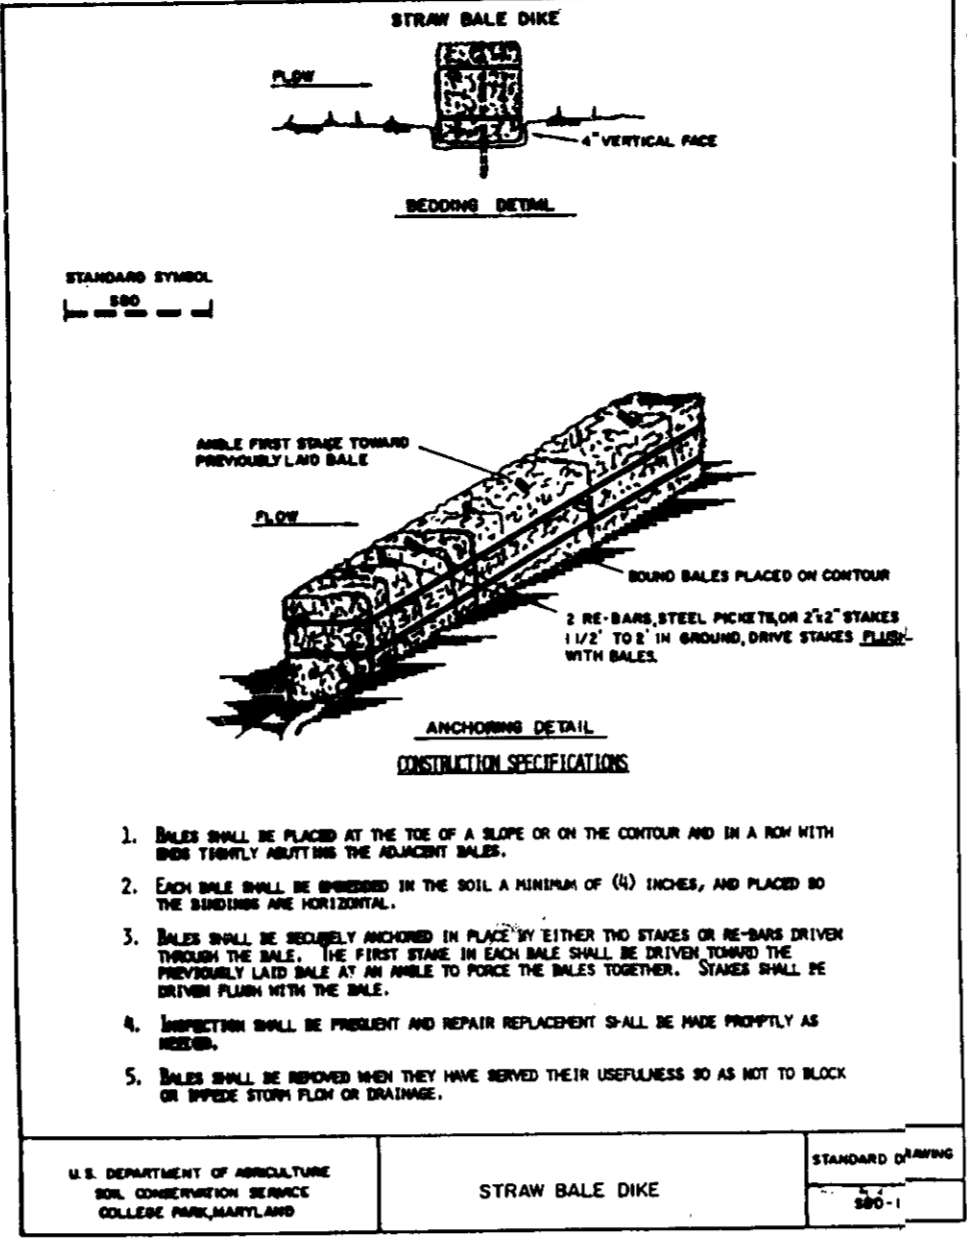 STRAW BALE DIKE
FLOW
4" VERTICAL FACE
BEDDING DETAIL
STANDARD SYMBOL
SBD
ANGLE FIRST STAKE TOWARD
PREVIOUSLY LAID BALE
FLOW
BOUND BALES PLACED ON CONTOUR
2 RE-BARS, STEEL PICKETS, OR 2"x2" STAKES
1 1/2' TO 2' IN GROUND, DRIVE STAKES FLUSH
WITH BALES.
ANCHORING DETAIL
CONSTRUCTION SPECIFICATIONS
1. BALES SHALL BE PLACED AT THE TOE OF A SLOPE OR ON THE CONTOUR AND IN A ROW WITH
ENDS TIGHTLY ABUTTING THE ADJACENT BALES.
2. EACH BALE SHALL BE EMBEDDED IN THE SOIL A MINIMUM OF (4) INCHES, AND PLACED SO
THE BINDINGS ARE HORIZONTAL.
3. BALES SHALL BE SECURELY ANCHORED IN PLACE BY EITHER TWO STAKES OR RE-BARS DRIVEN
THROUGH THE BALE. THE FIRST STAKE IN EACH BALE SHALL BE DRIVEN TOWARD THE
PREVIOUSLY LAID BALE AT AN ANGLE TO FORCE THE BALES TOGETHER. STAKES SHALL BE
DRIVEN FLUSH WITH THE BALE.
4. INSPECTION SHALL BE FREQUENT AND REPAIR REPLACEMENT SHALL BE MADE PROMPTLY AS
NEEDED.
5. BALES SHALL BE REMOVED WHEN THEY HAVE SERVED THEIR USEFULNESS SO AS NOT TO BLOCK
OR IMPEDE STORM FLOW OR DRAINAGE.
U.S. DEPARTMENT OF AGRICULTURE
SOIL CONSERVATION SERVICE
COLLEGE PARK, MARYLAND
STRAW BALE DIKE
STANDARD DRAWING
SBD-1